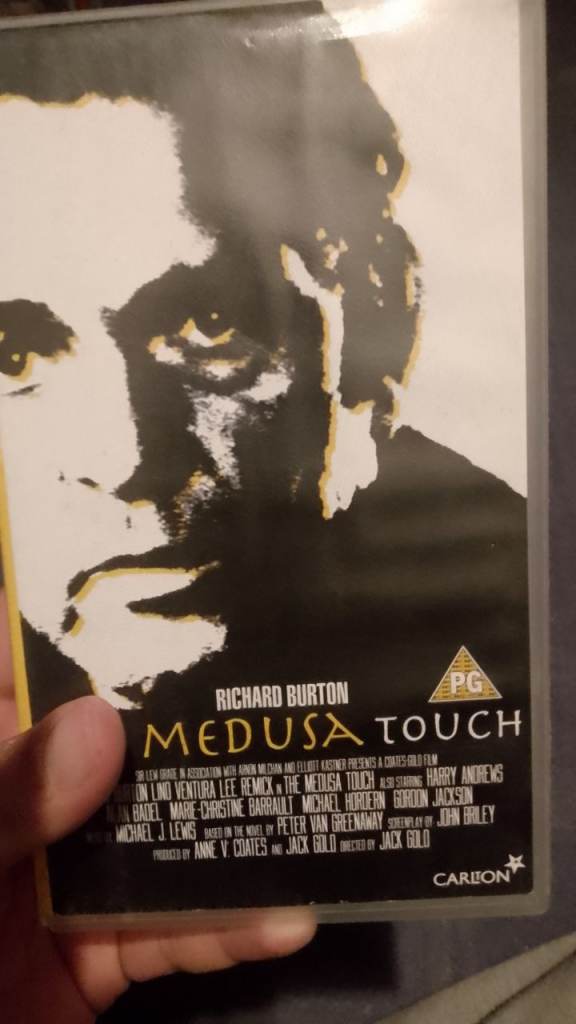 RICHARD BURTON
PG
MEDUSA TOUCH
SIR LEW GRADE IN ASSOCIATION WITH ARNON MILCHAN AND ELLIOTT KASTNER PRESENTS A COATES-GOLD FILM
LINO VENTURA LEE REMICK IN THE MEDUSA TOUCH ALSO STARRING HARRY ANDREWS
ALAN BADEL MARIE-CHRISTINE BARRAULT MICHAEL HORDERN GORDON JACKSON
MICHAEL J. LEWIS BASED ON THE NOVEL BY PETER VAN GREENAWAY SCREENPLAY BY JOHN BRILEY
PRODUCED BY ANNE V. COATES AND JACK GOLD DIRECTED BY JACK GOLD
CARLTON